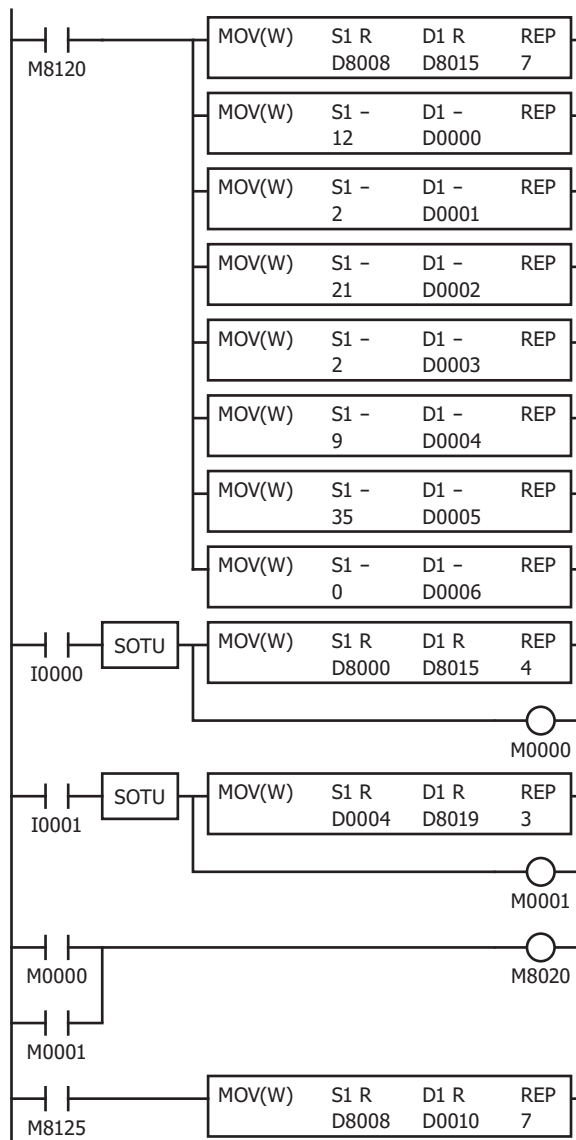 MOV(W) S1 R D1 R REP
M8120 D8008 D8015 7
MOV(W) S1 – D1 – REP
12 D0000
MOV(W) S1 – D1 – REP
2 D0001
MOV(W) S1 – D1 – REP
21 D0002
MOV(W) S1 – D1 – REP
2 D0003
MOV(W) S1 – D1 – REP
9 D0004
MOV(W) S1 – D1 – REP
35 D0005
MOV(W) S1 – D1 – REP
0 D0006
SOTU MOV(W) S1 R D1 R REP
I0000 D8000 D8015 4
M0000
SOTU MOV(W) S1 R D1 R REP
I0001 D0004 D8019 3
M0001
M0000 M8020
M0001
MOV(W) S1 R D1 R REP
M8125 D8008 D0010 7